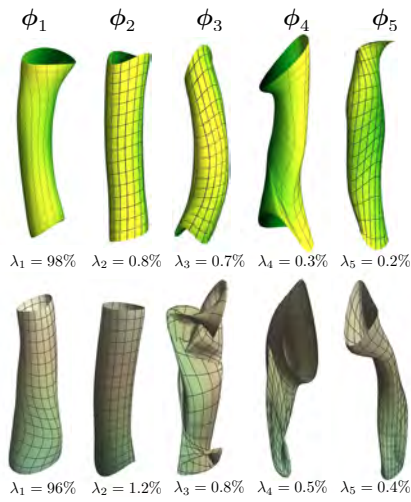 ϕ₁ ϕ₂ ϕ₃ ϕ₄ ϕ₅
λ₁ = 98% λ₂ = 0.8% λ₃ = 0.7% λ₄ = 0.3% λ₅ = 0.2%
λ₁ = 96% λ₂ = 1.2% λ₃ = 0.8% λ₄ = 0.5% λ₅ = 0.4%